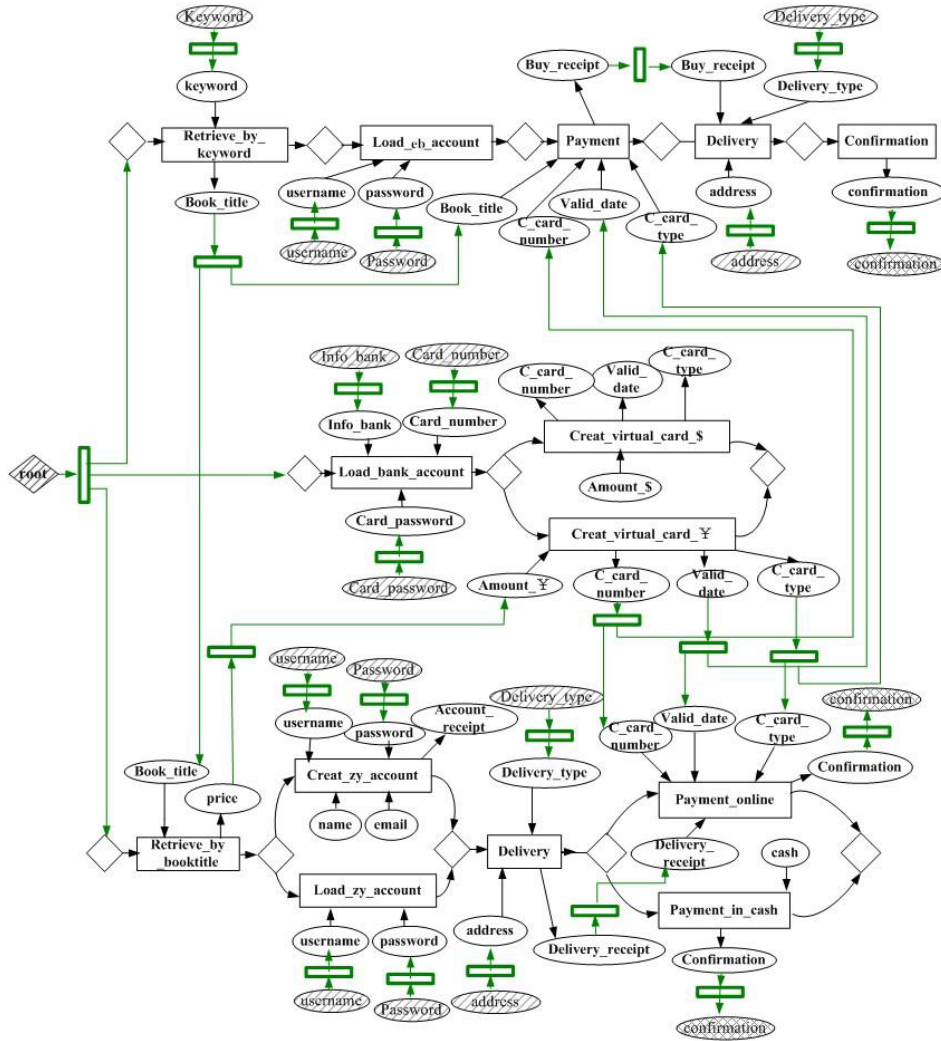 Keyword
Delivery_type
keyword
Buy_receipt
Buy_receipt
Delivery_type
Retrieve_by_
keyword
Load_eb_account
Payment
Delivery
Confirmation
username
password
Book_title
Book_title
Valid_date
C_card_
number
C_card
_type
address
confirmation
username
Password
address
confirmation
Info_bank
Card_number
C_card_
number
Valid_
date
C_card_
type
Info_bank
Card_number
Creat_virtual_card_$
root
Load_bank_account
Amount_$
Card_password
Creat_virtual_card_¥
Card_password
Amount_¥
C_card_
number
Valid_
date
C_card_
type
username
Password
Delivery_type
confirmation
username
password
Account_
receipt
C_card_
number
Valid_date
C_card_
type
Book_title
Creat_zy_account
Delivery_type
Confirmation
price
name
email
Payment_online
Retrieve_by
_booktitle
Delivery
Delivery_
receipt
cash
Load_zy_account
Payment_in_cash
username
password
address
Delivery_receipt
Confirmation
username
Password
address
confirmation